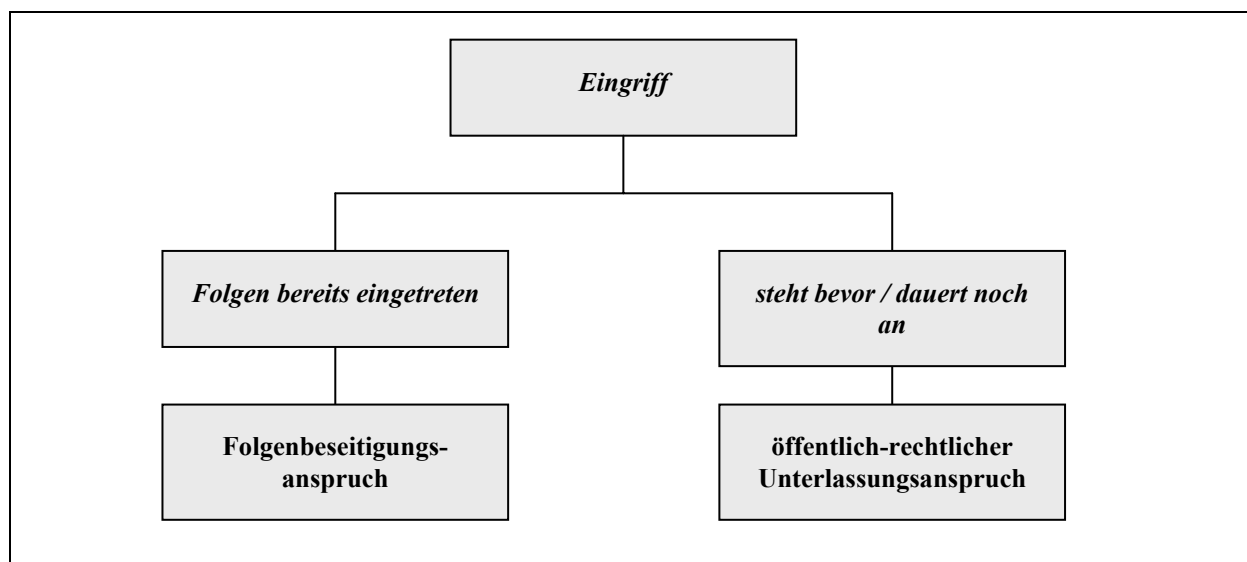 Eingriff
Folgen bereits eingetreten
steht bevor / dauert noch
an
Folgenbeseitigungs-
anspruch
öffentlich-rechtlicher
Unterlassungsanspruch